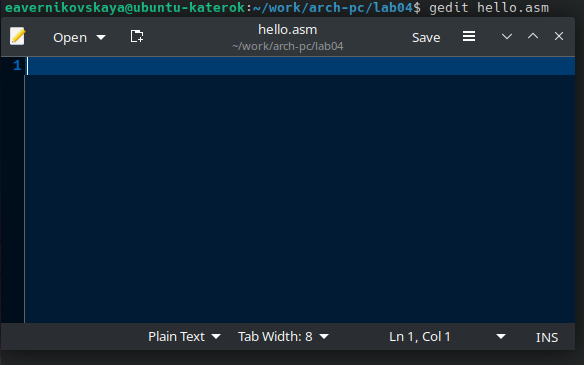 eavernikovskaya@ubuntu-katerok:~/work/arch-pc/lab04$ gedit hello.asm
Open hello.asm Save
~/work/arch-pc/lab04
1
Plain Text Tab Width: 8 Ln 1, Col 1 INS